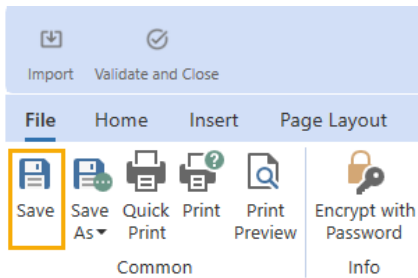 Import Validate and Close
File Home Insert Page Layout
Save Save As Quick Print Print Print Preview Encrypt with Password
Common Info